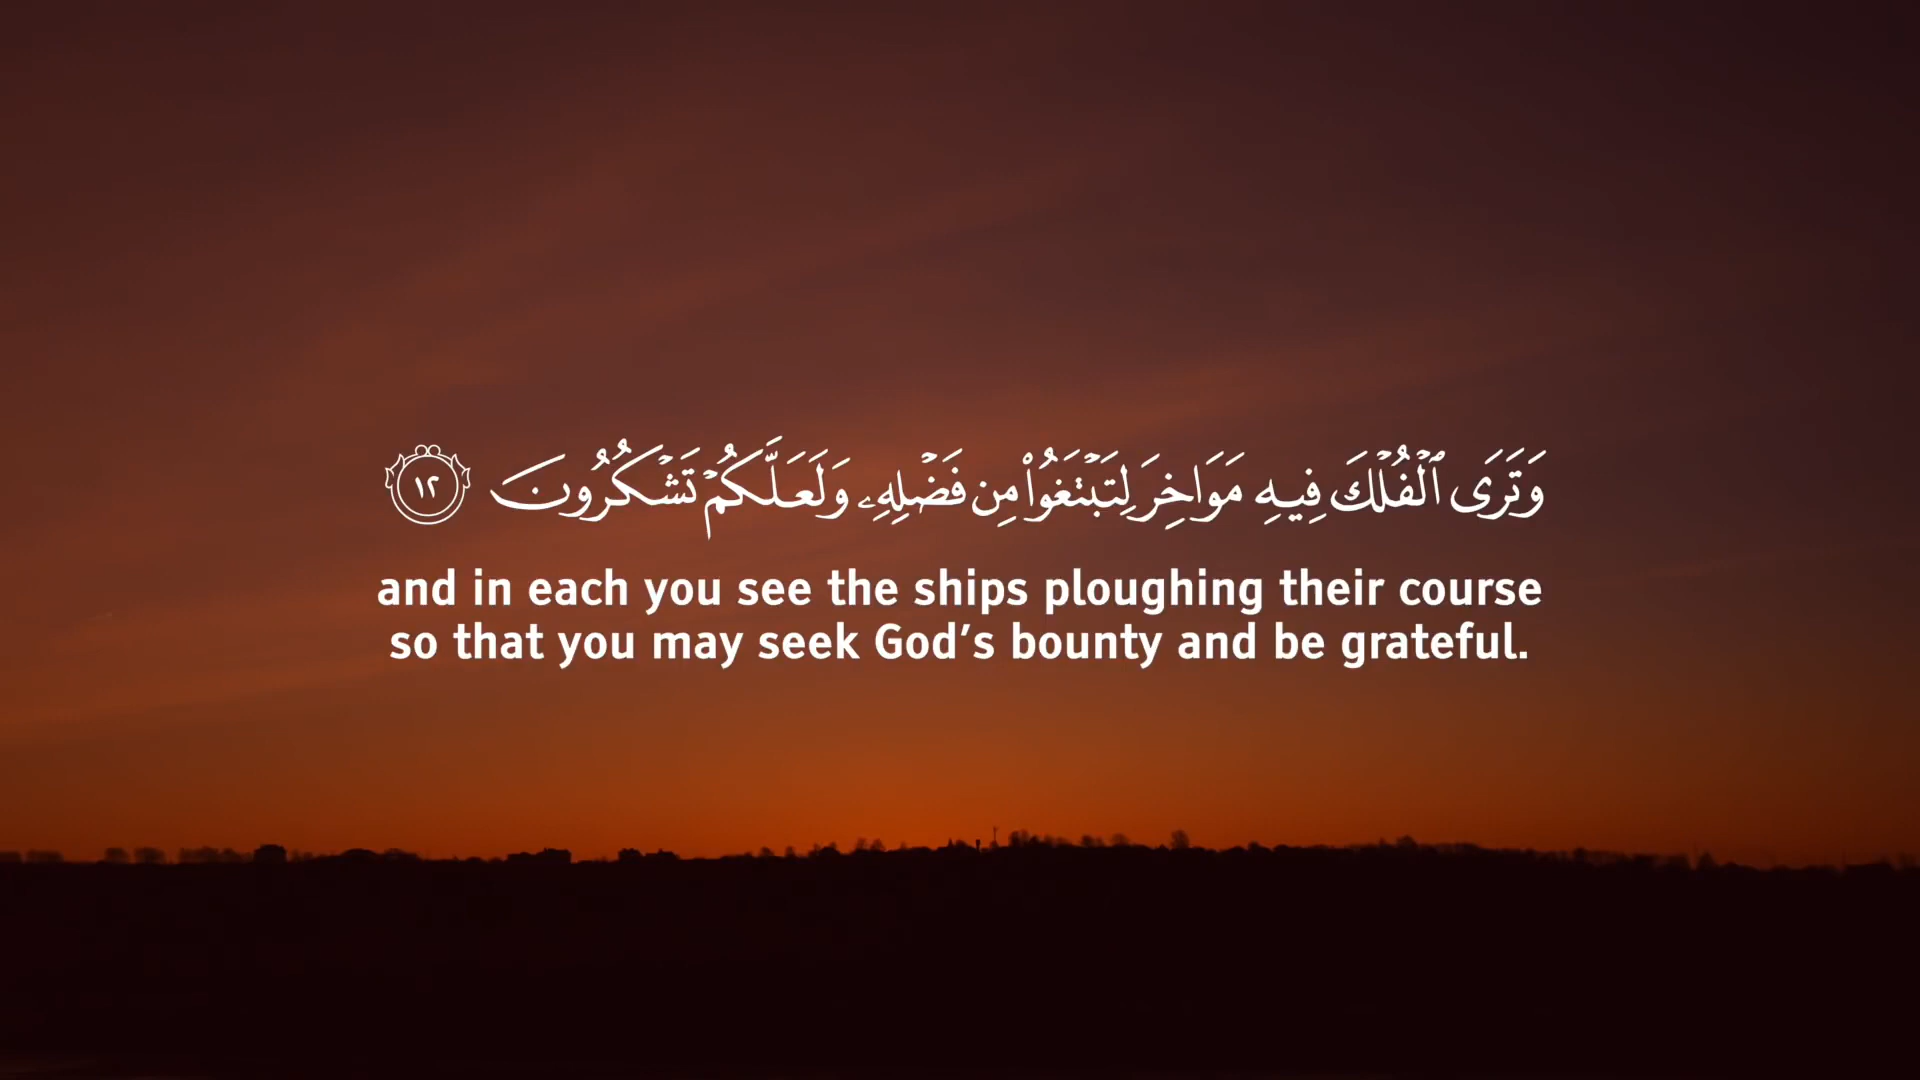 وَتَرَى ٱلْفُلْكَ فِيهِ مَوَاخِرَ لِتَبْتَغُوا۟ مِن فَضْلِهِۦ وَلَعَلَّكُمْ تَشْكُرُونَ ١٢
and in each you see the ships ploughing their course
so that you may seek God’s bounty and be grateful.